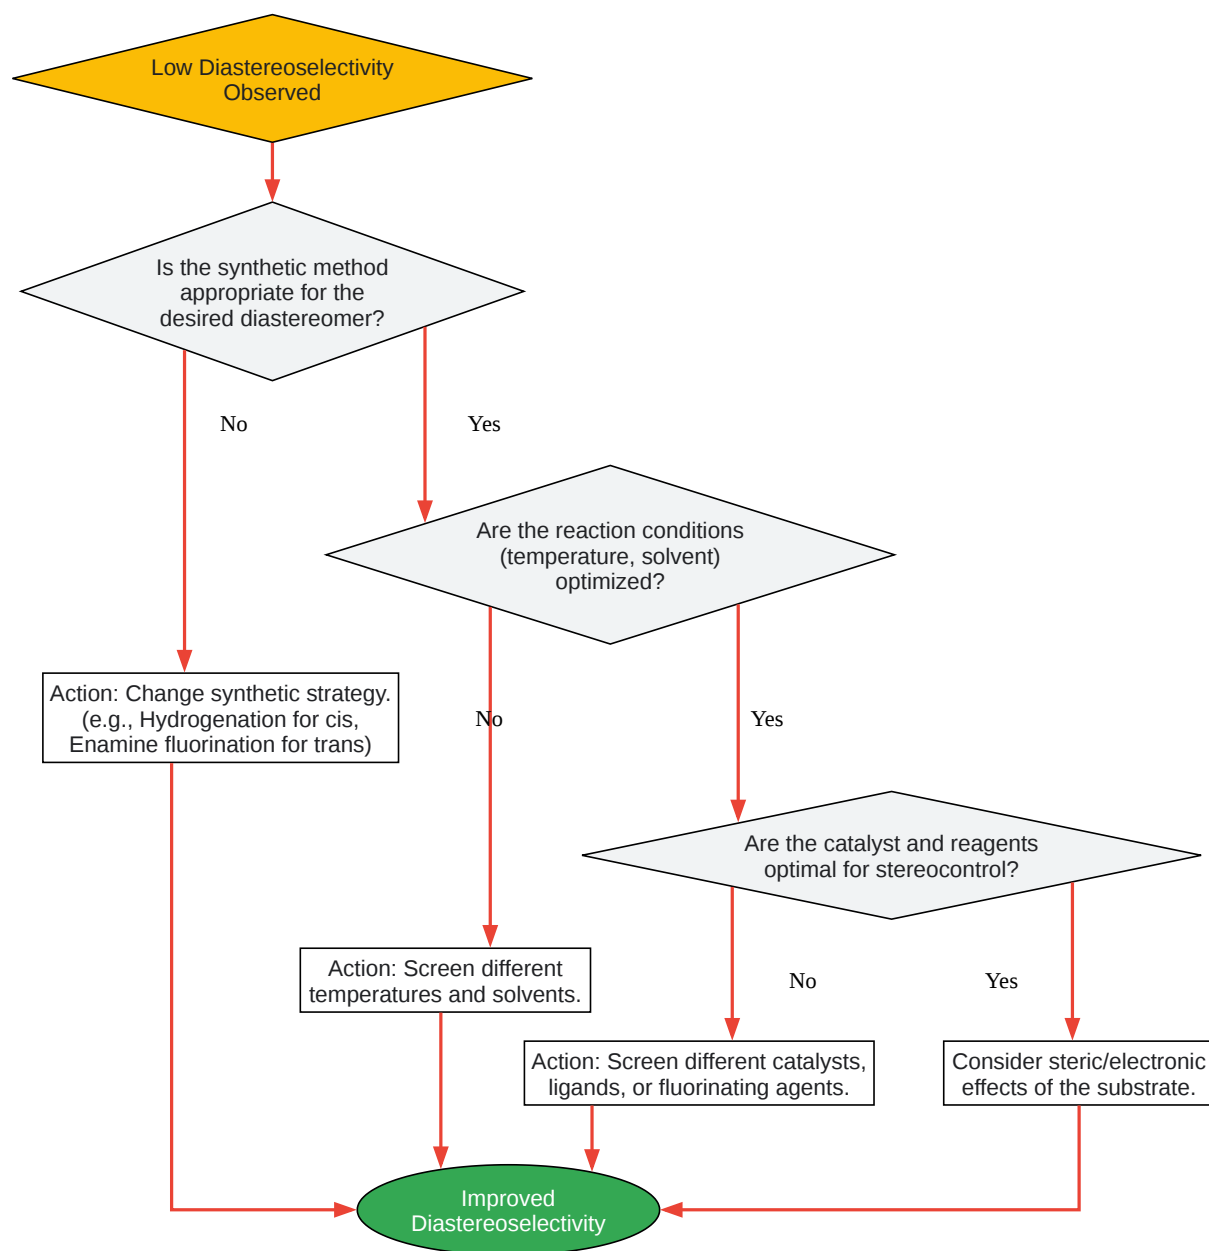 Low Diastereoselectivity
Observed
Is the synthetic method
appropriate for the
desired diastereomer?
No
Yes
Are the reaction conditions
(temperature, solvent)
optimized?
Action: Change synthetic strategy.
(e.g., Hydrogenation for cis,
Enamine fluorination for trans)
No
Yes
Are the catalyst and reagents
optimal for stereocontrol?
Action: Screen different
temperatures and solvents.
No
Yes
Action: Screen different catalysts,
ligands, or fluorinating agents.
Consider steric/electronic
effects of the substrate.
Improved
Diastereoselectivity